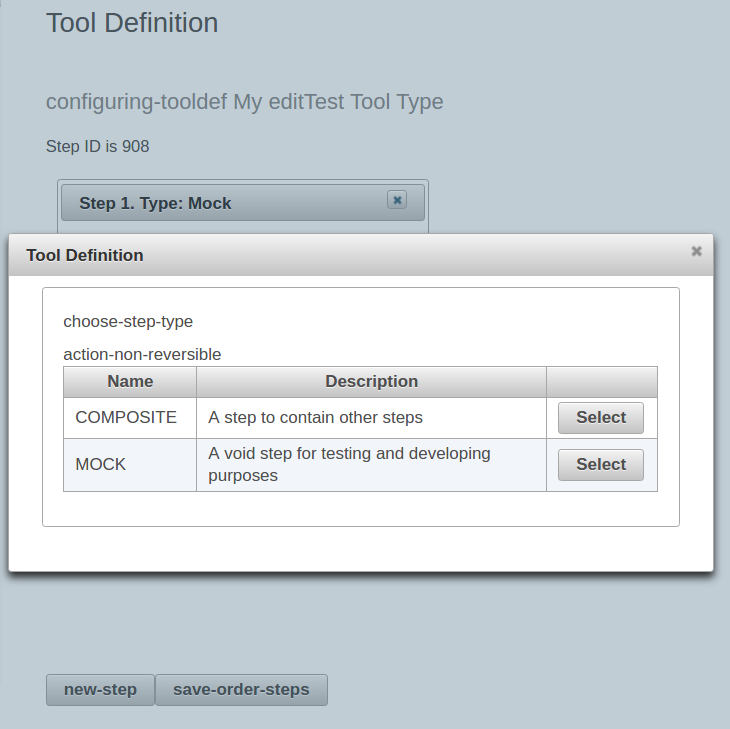 Tool Definition
configuring-tooldef My editTest Tool Type
Step ID is 908
Step 1. Type: Mock
Tool Definition
choose-step-type
action-non-reversible
Name Description
COMPOSITE A step to contain other steps Select
MOCK A void step for testing and developing purposes Select
new-step save-order-steps